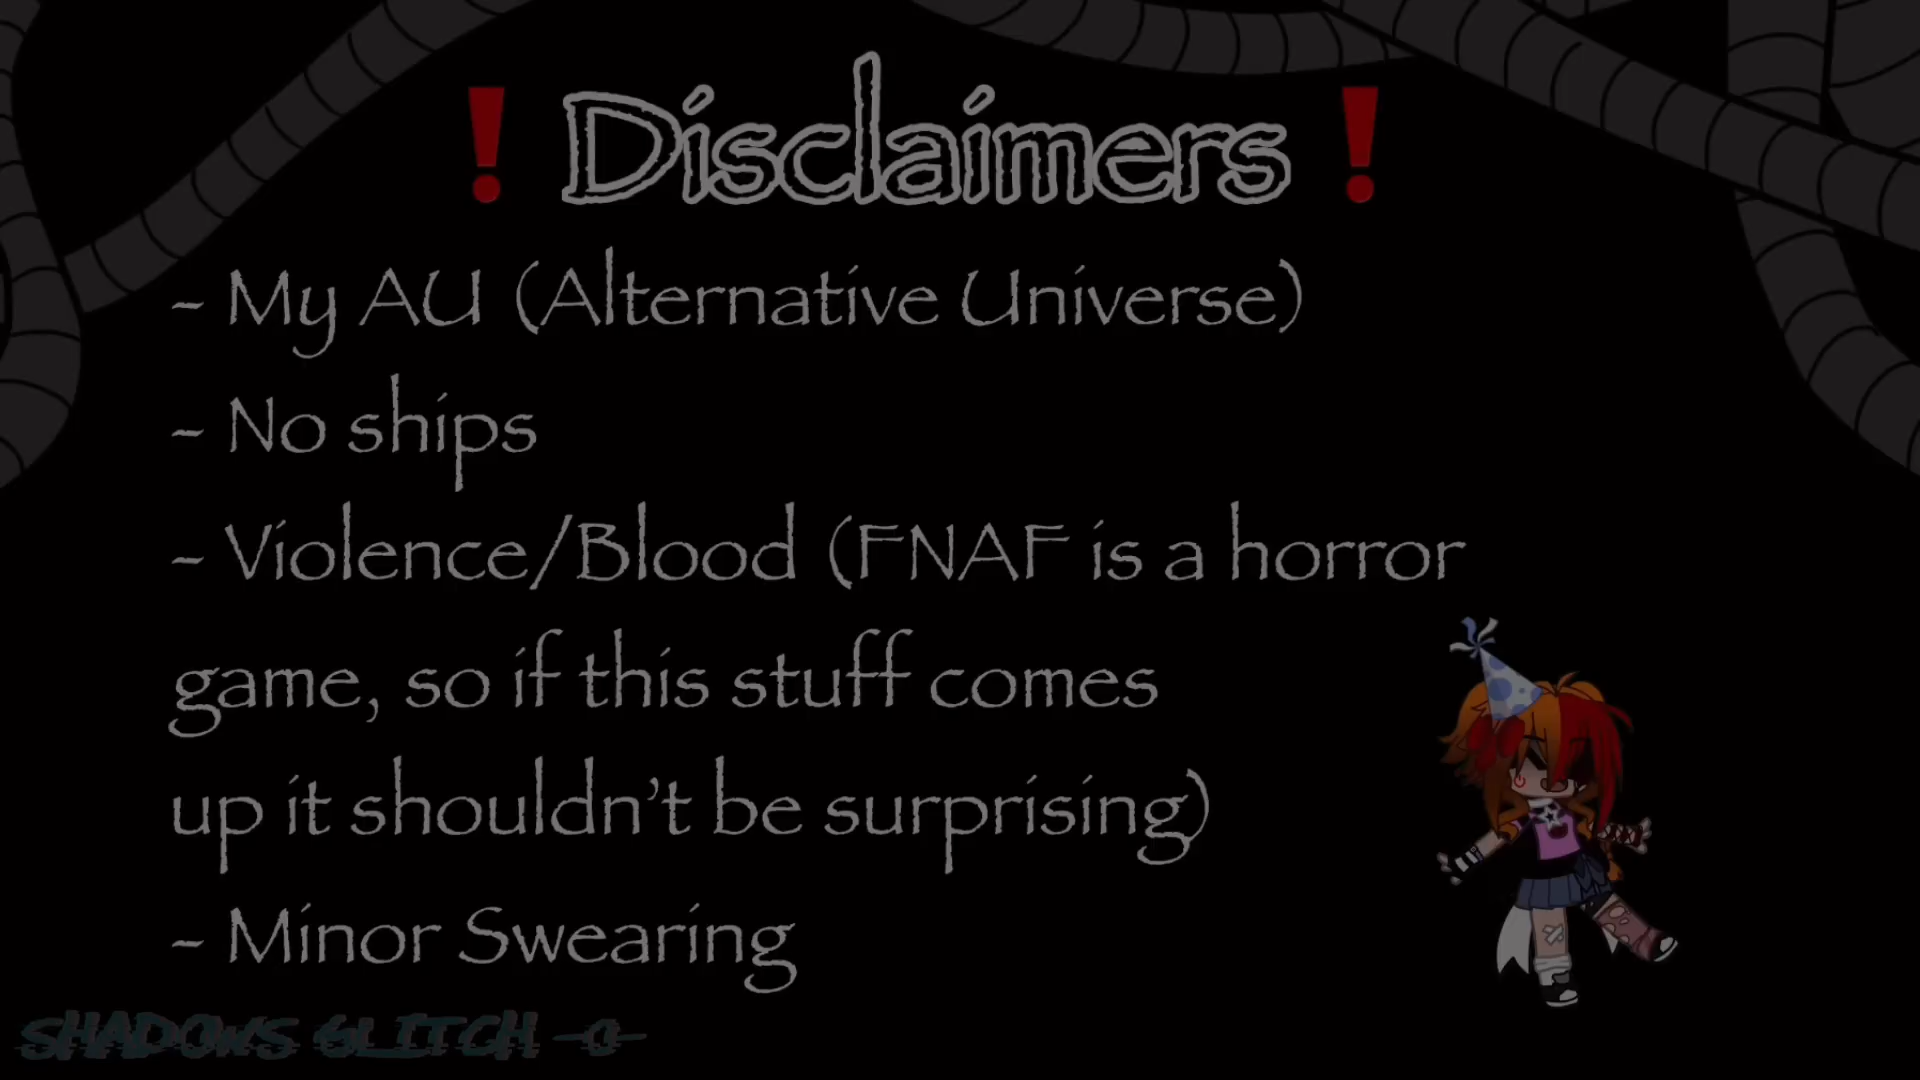 ❗Disclaimers❗
- My AU (Alternative Universe)
- No ships
- Violence/Blood (FNAF is a horror
game, so if this stuff comes
up it shouldn't be surprising)
- Minor Swearing
SHADOWS GLITCH -0-